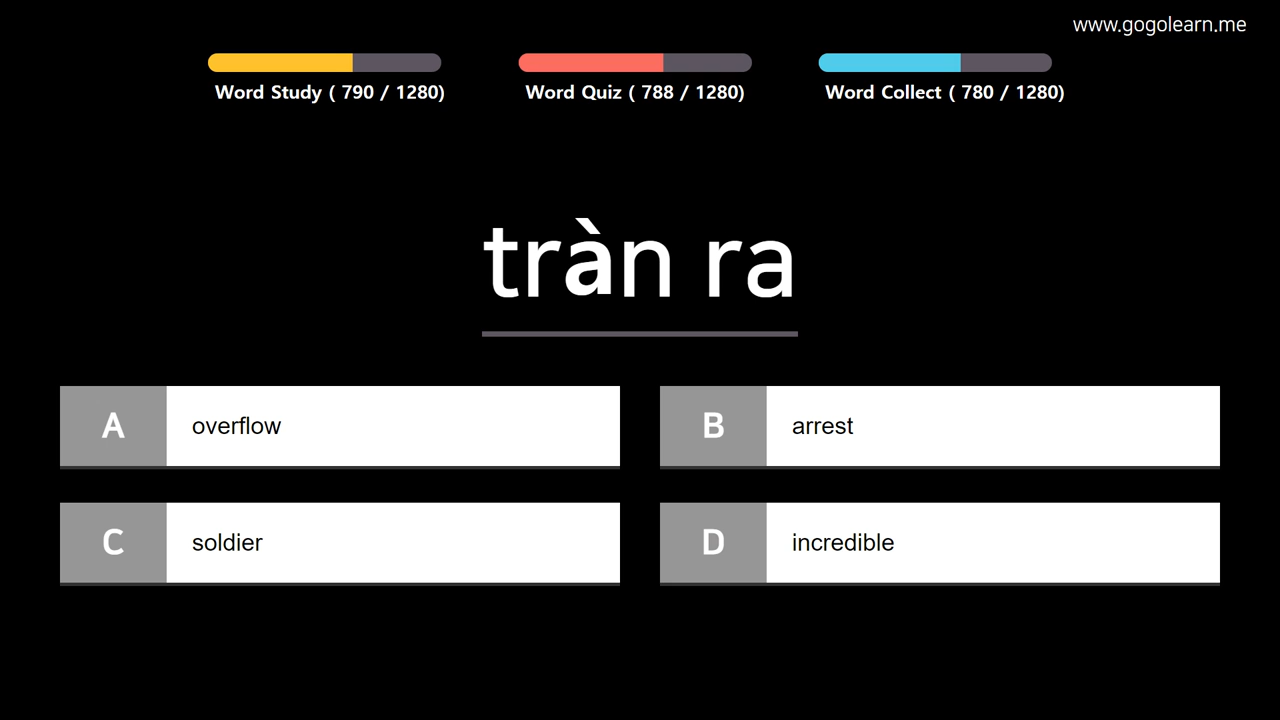 www.gogolearn.me
Word Study ( 790 / 1280)
Word Quiz ( 788 / 1280)
Word Collect ( 780 / 1280)
tràn ra
A overflow
B arrest
C soldier
D incredible